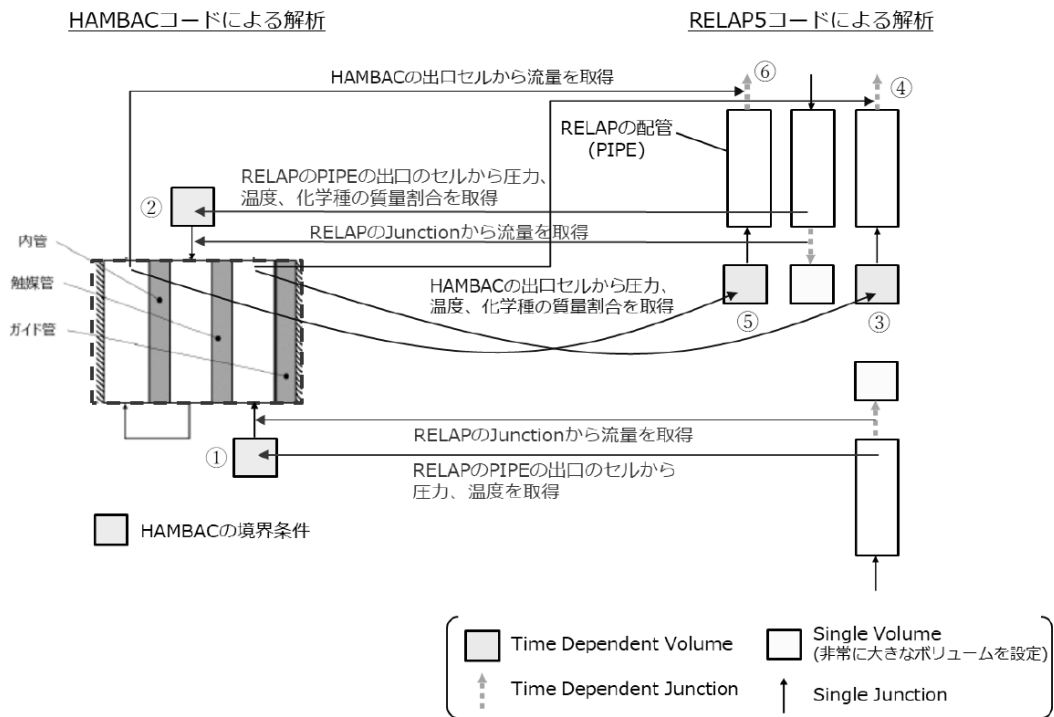 HAMBACコードによる解析
RELAP5コードによる解析
HAMBACの出口セルから流量を取得
⑥
④
RELAPの配管
(PIPE)
RELAPのPIPEの出口のセルから圧力、
温度、化学種の質量割合を取得
②
RELAPのJunctionから流量を取得
内管
触媒管
ガイド管
HAMBACの出口セルから圧力、
温度、化学種の質量割合を取得
⑤
③
RELAPのJunctionから流量を取得
①
RELAPのPIPEの出口のセルから
圧力、温度を取得
HAMBACの境界条件
Time Dependent Volume
Single Volume
(非常に大きなボリュームを設定)
Time Dependent Junction
Single Junction